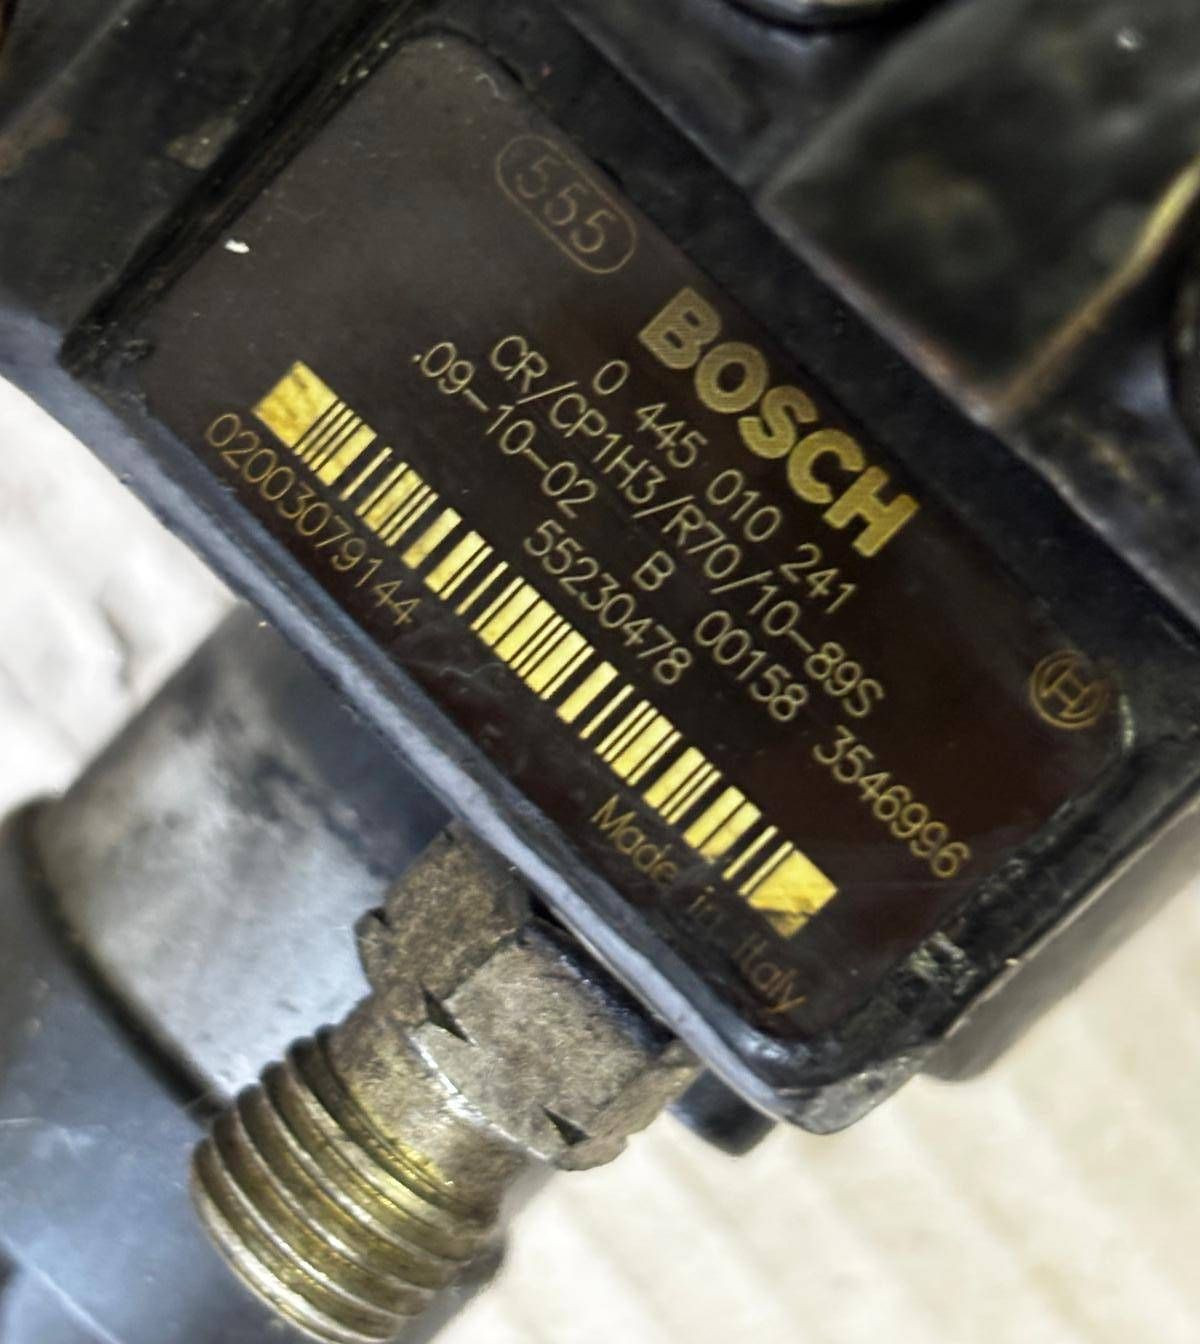 555
BOSCH
0 445 010 241
CR/CP1H3/R70/10-89S
.09-10-02 B 00158 3546996
55230478
02003079144
Made in Italy